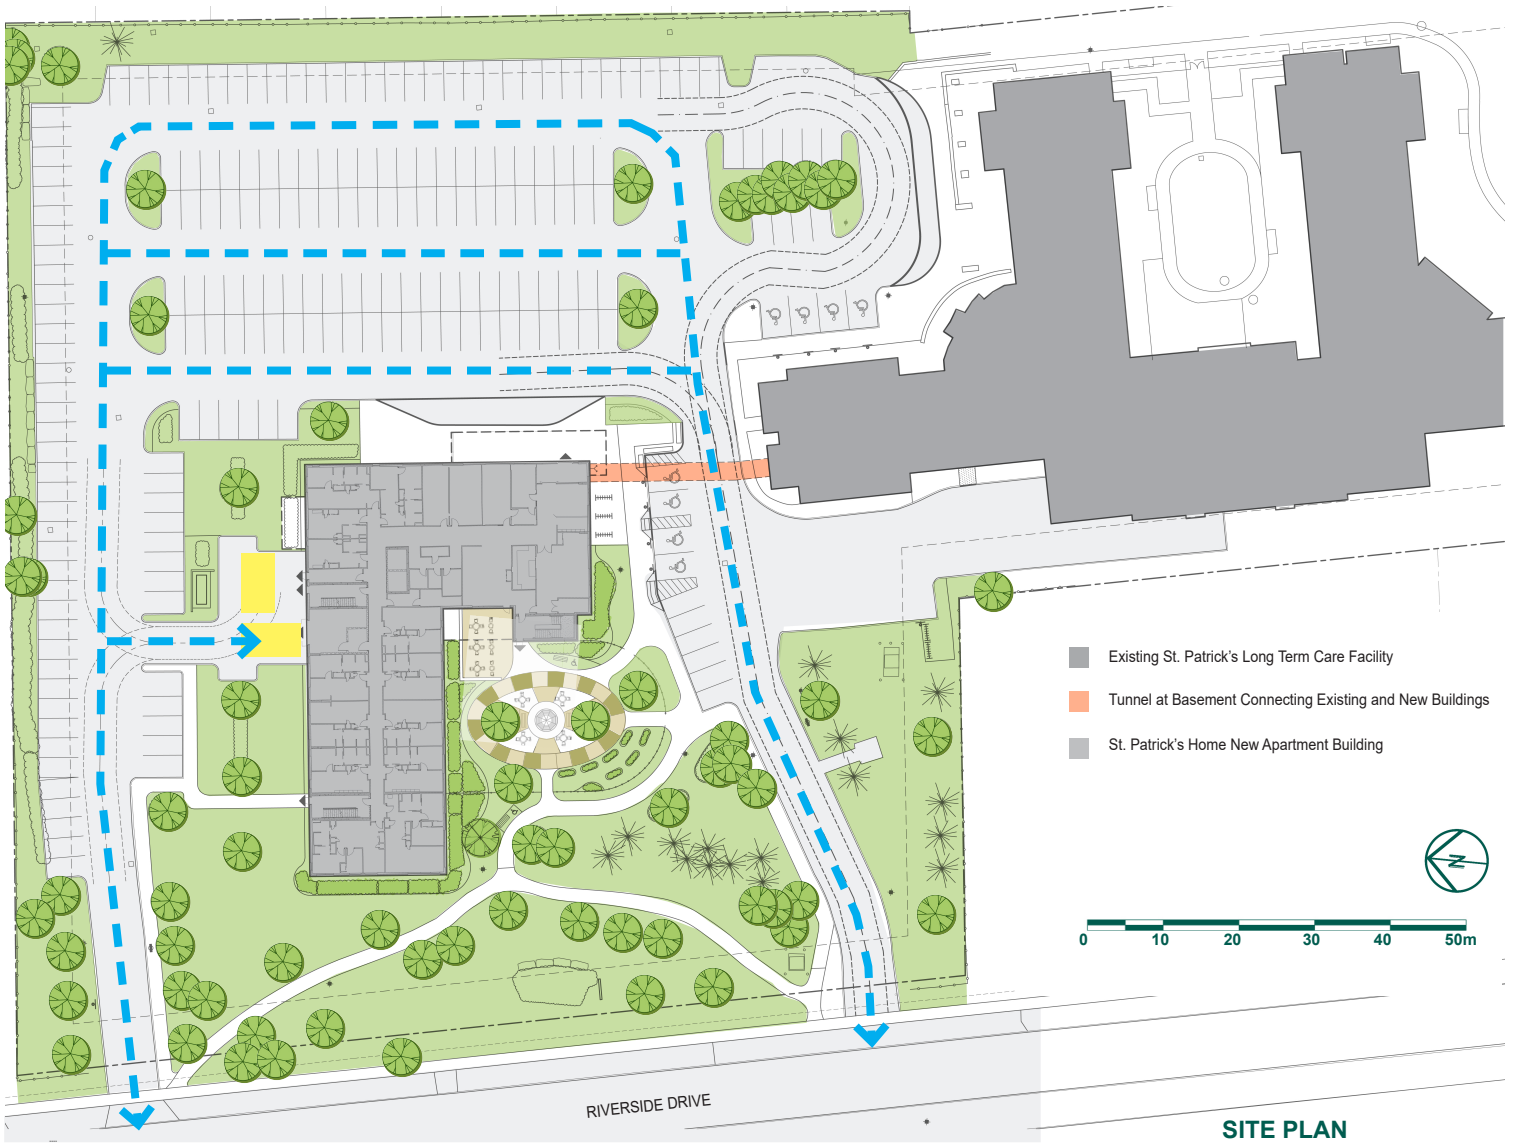 Existing St. Patrick's Long Term Care Facility
Tunnel at Basement Connecting Existing and New Buildings
St. Patrick's Home New Apartment Building
N
0 10 20 30 40 50m
RIVERSIDE DRIVE
SITE PLAN